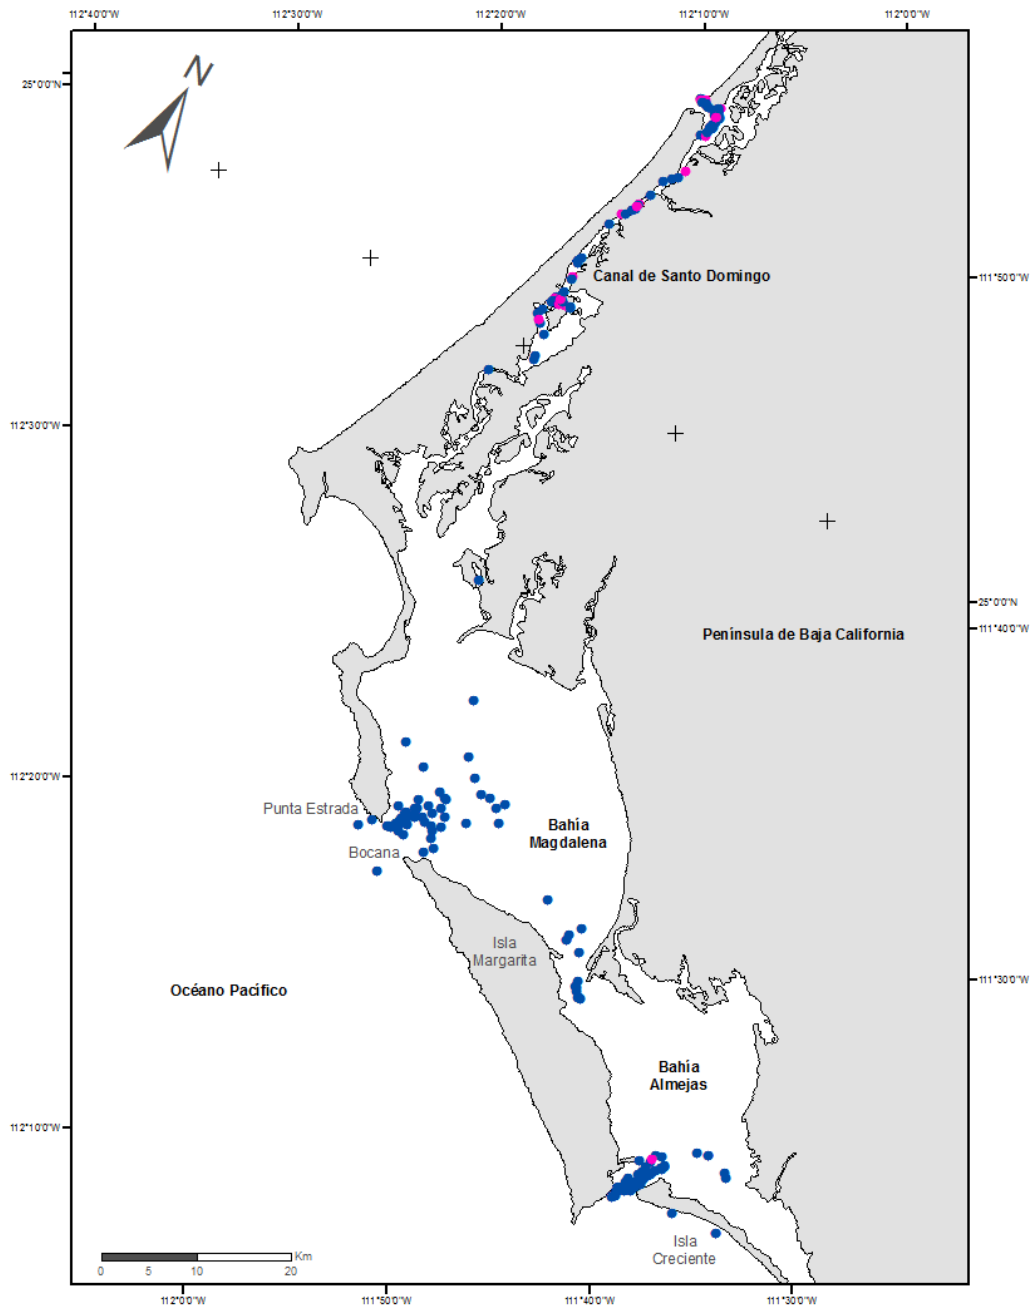 112°40'0"W 112°30'0"W 112°20'0"W 112°10'0"W 112°0'0"W
N
25°0'0"N
Canal de Santo Domingo
111°50'0"W
112°30'0"W
25°0'0"N
111°40'0"W
Península de Baja California
112°20'0"W
Punta Estrada
Bahía
Magdalena
Bocana
Isla
Margarita
111°30'0"W
Océano Pacifico
Bahía
Almejas
112°10'0"W
Isla
Creciente
Km
0 5 10 20
112°0'0"W 111°50'0"W 111°40'0"W 111°30'0"W